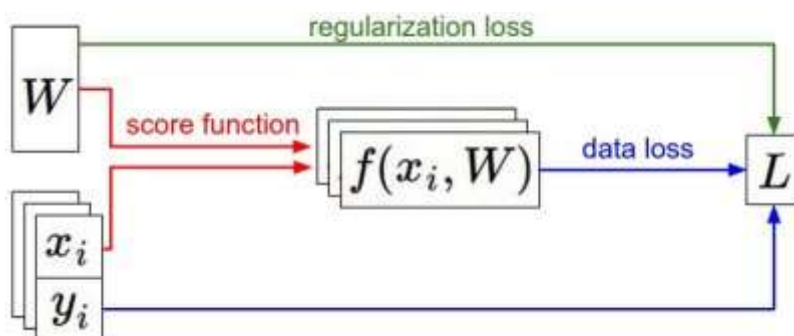 regularization loss
W
score function
f(x_i, W)
data loss
L
x_i
y_i